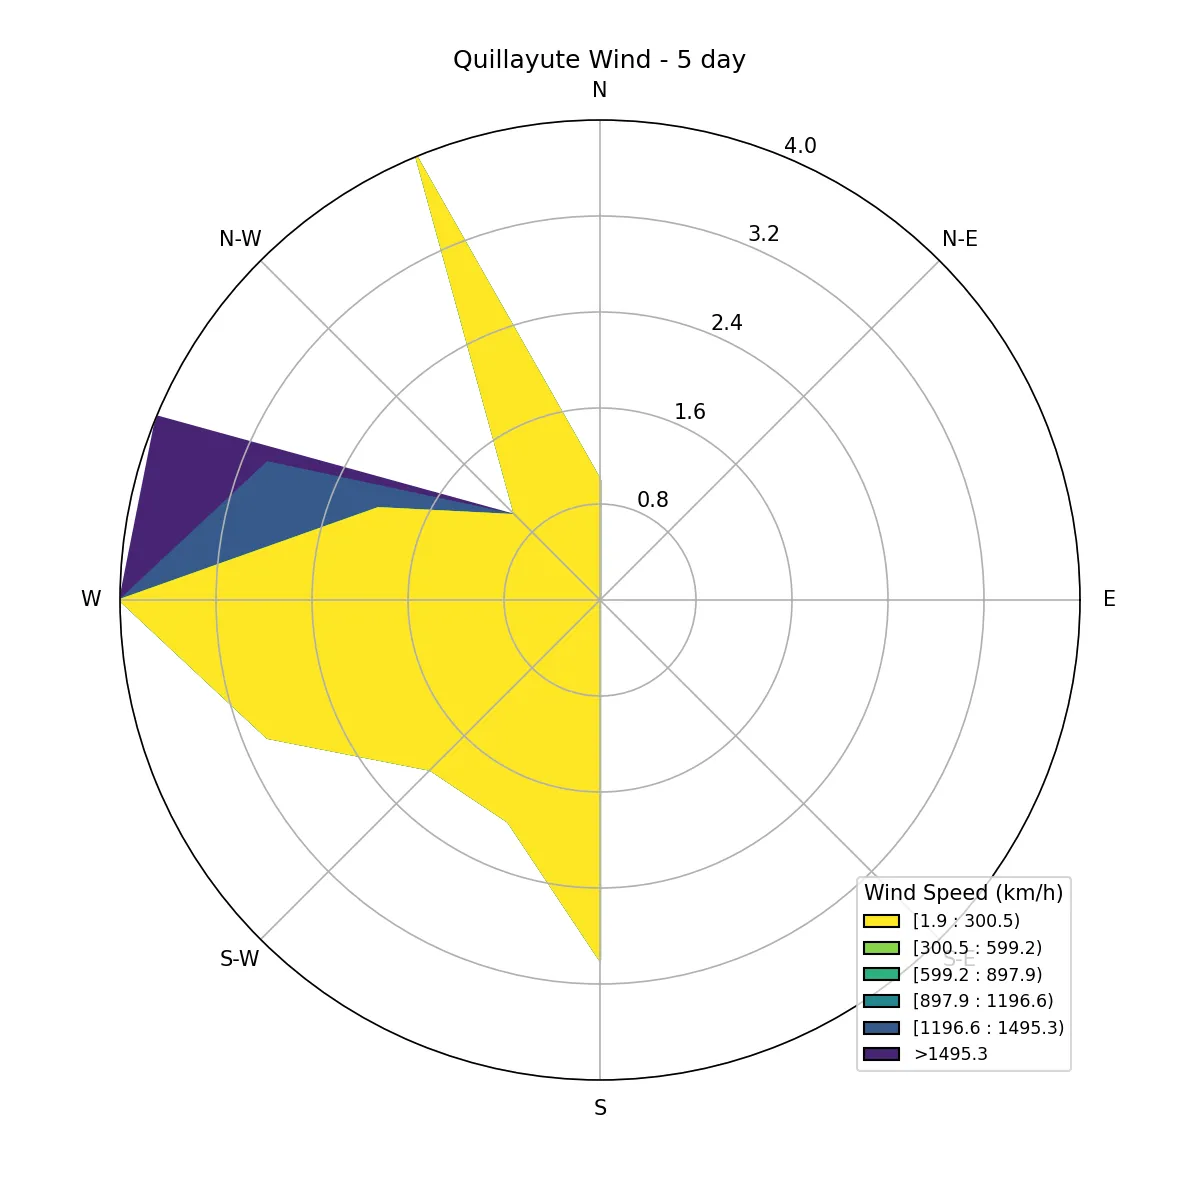 Quillayute Wind - 5 day
N
4.0
N-W
3.2
N-E
2.4
1.6
0.8
W
E
Wind Speed (km/h)
[1.9 : 300.5)
[300.5 : 599.2)
S-W
S-E
[599.2 : 897.9)
[897.9 : 1196.6)
[1196.6 : 1495.3)
>1495.3
S